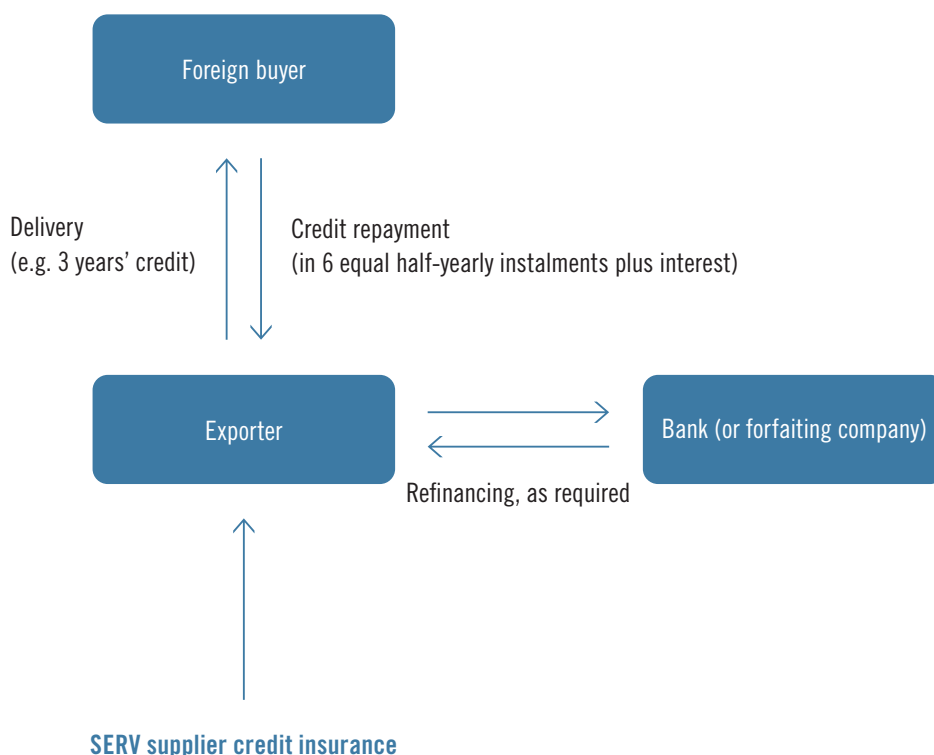 Foreign buyer
Delivery
(e.g. 3 years’ credit)
Credit repayment
(in 6 equal half-yearly instalments plus interest)
Exporter
Bank (or forfaiting company)
Refinancing, as required
SERV supplier credit insurance